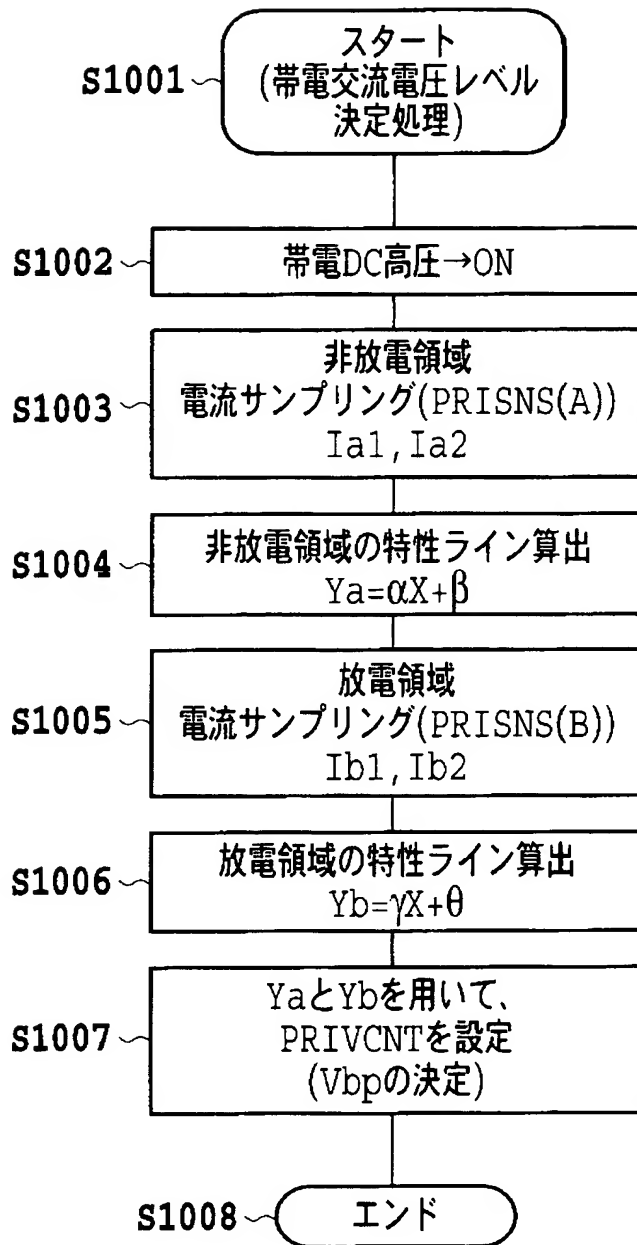 S1001
スタート
(帯電交流電圧レベル
決定処理)
S1002
帯電DC高圧→ON
S1003
非放電領域
電流サンプリング(PRISNS(A))
Ia1,Ia2
S1004
非放電領域の特性ライン算出
Ya=αX+β
S1005
放電領域
電流サンプリング(PRISNS(B))
Ib1,Ib2
S1006
放電領域の特性ライン算出
Yb=γX+θ
S1007
YaとYbを用いて、
PRIVCNTを設定
(Vbpの決定)
S1008
エンド